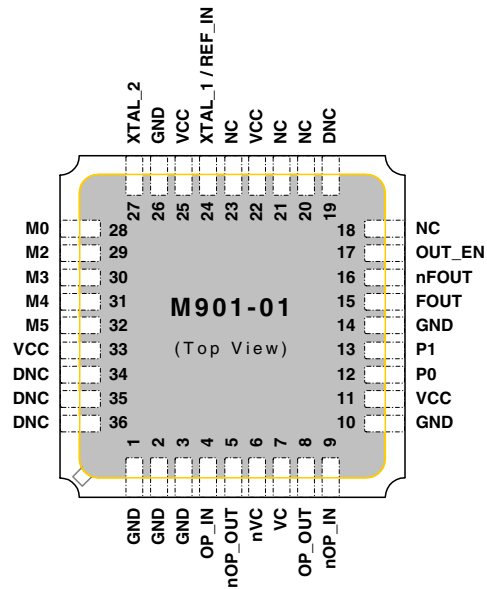 XTAL_2
GND
VCC
XTAL_1 / REF_IN
NC
VCC
NC
NC
DNC
27
26
25
24
23
22
21
20
19
M0 28
M2 29
M3 30
M4 31
M5 32
VCC 33
DNC 34
DNC 35
DNC 36
M901-01
(Top View)
18 NC
17 OUT_EN
16 nFOUT
15 FOUT
14 GND
13 P1
12 P0
11 VCC
10 GND
1
2
3
4
5
6
7
8
9
GND
GND
GND
OP_IN
nOP_OUT
nVC
VC
OP_OUT
nOP_IN